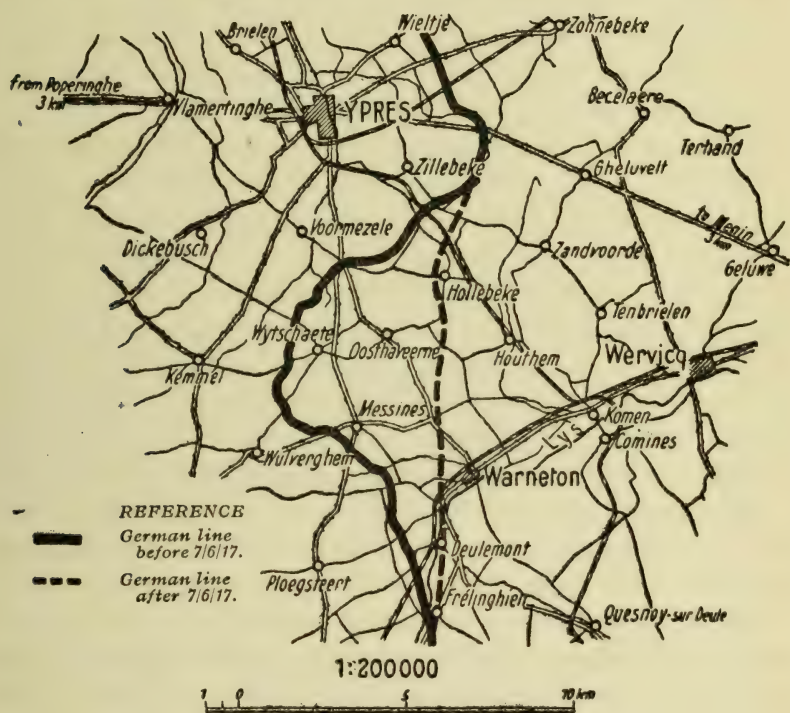 Brielen
Wieltje
Zonnebeke
from Poperinghe
3 km
Vlamertinghe
YPRES
Becelaere
Terhand
Zillebeke
Gheluvelt
to Menin
3 km
Dickebusch
Voormezele
Zandvoorde
Gelüwe
Hollebeke
Tenbrielen
Wytschaete
Oosttaverne
Houthem
Wervicq
Kemmel
Messines
Komen
Lys
Comines
Wulverghem
Warneton
REFERENCE
German line
before 7/6/17.
German line
after 7/6/17.
Deulemont
Ploegsteert
Frélinghien
Quesnoy-sur Deule
1:200000
1 0 5 10 km